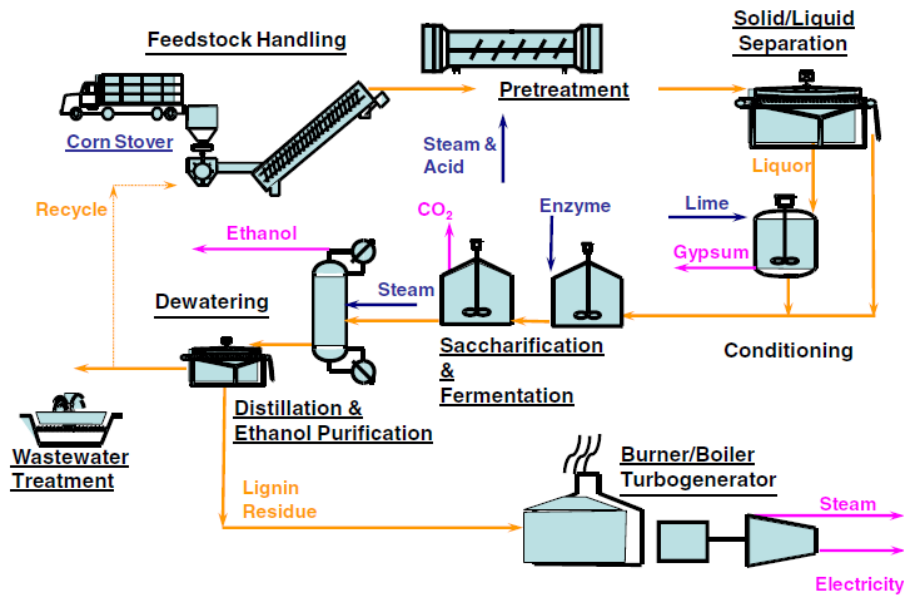 Feedstock Handling
Solid/Liquid
Separation
Pretreatment
Corn Stover
Steam &
Acid
Liquor
Recycle
CO2
Enzyme
Lime
Ethanol
Gypsum
Steam
Dewatering
Saccharification
&
Fermentation
Conditioning
Distillation &
Ethanol Purification
Wastewater
Treatment
Burner/Boiler
Turbogenerator
Lignin
Residue
Steam
Electricity